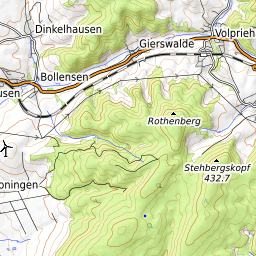 Dinkelhausen
Volprieh
Gierswalde
Bollensen
usen
Rothenberg
Stehbergskopf
432.7
oningen